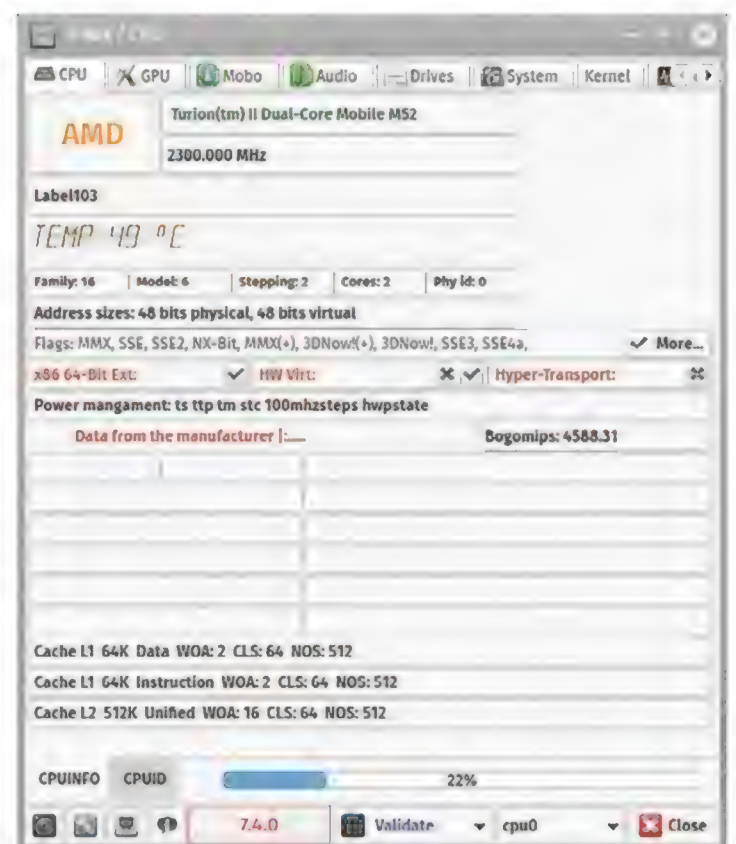 CPU GPU Mobo Audio Drives System Kernel
AMD
Turion(tm) II Dual-Core Mobile M52
2300.000 MHz
Label103
TEMP 49 °C
Family: 16 Model: 6 Stepping: 2 Cores: 2 Phy id: 0
Address sizes: 48 bits physical, 48 bits virtual
Flags: MMX, SSE, SSE2, NX-Bit, MMX(+), 3DNow!(+), 3DNow!, SSE3, SSE4a, More...
x86 64-Bit Ext: HW Virt: Hyper-Transport:
Power mangament: ts ttp tm stc 100mhzsteps hwpstate
Data from the manufacturer |:.... Bogomips: 4588.31
Cache L1 64K Data WOA: 2 CLS: 64 NOS: 512
Cache L1 64K Instruction WOA: 2 CLS: 64 NOS: 512
Cache L2 512K Unified WOA: 16 CLS: 64 NOS: 512
CPUINFO CPUID 22%
7.4.0 Validate cpu0 Close